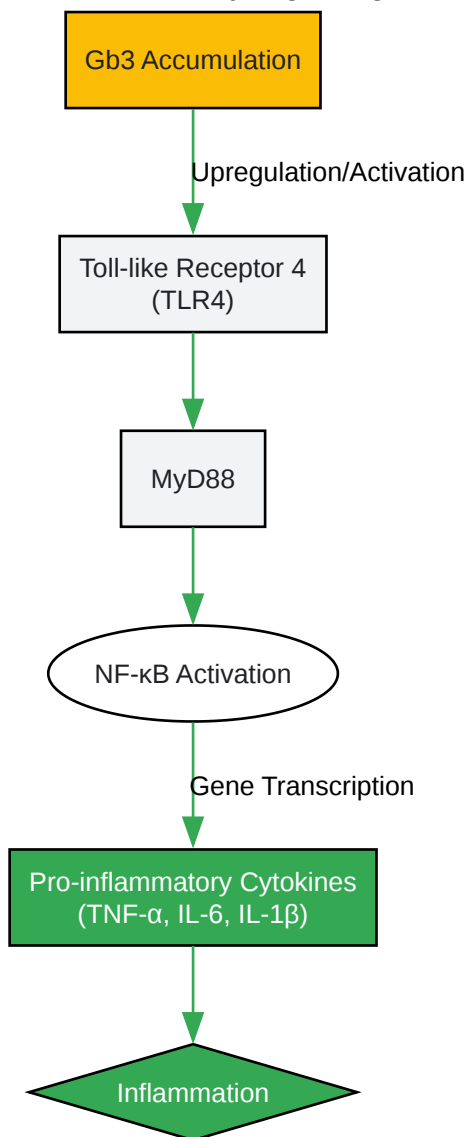 Gb3 Accumulation
Upregulation/Activation
Toll-like Receptor 4
(TLR4)
MyD88
NF-κB Activation
Gene Transcription
Pro-inflammatory Cytokines
(TNF-α, IL-6, IL-1β)
Inflammation